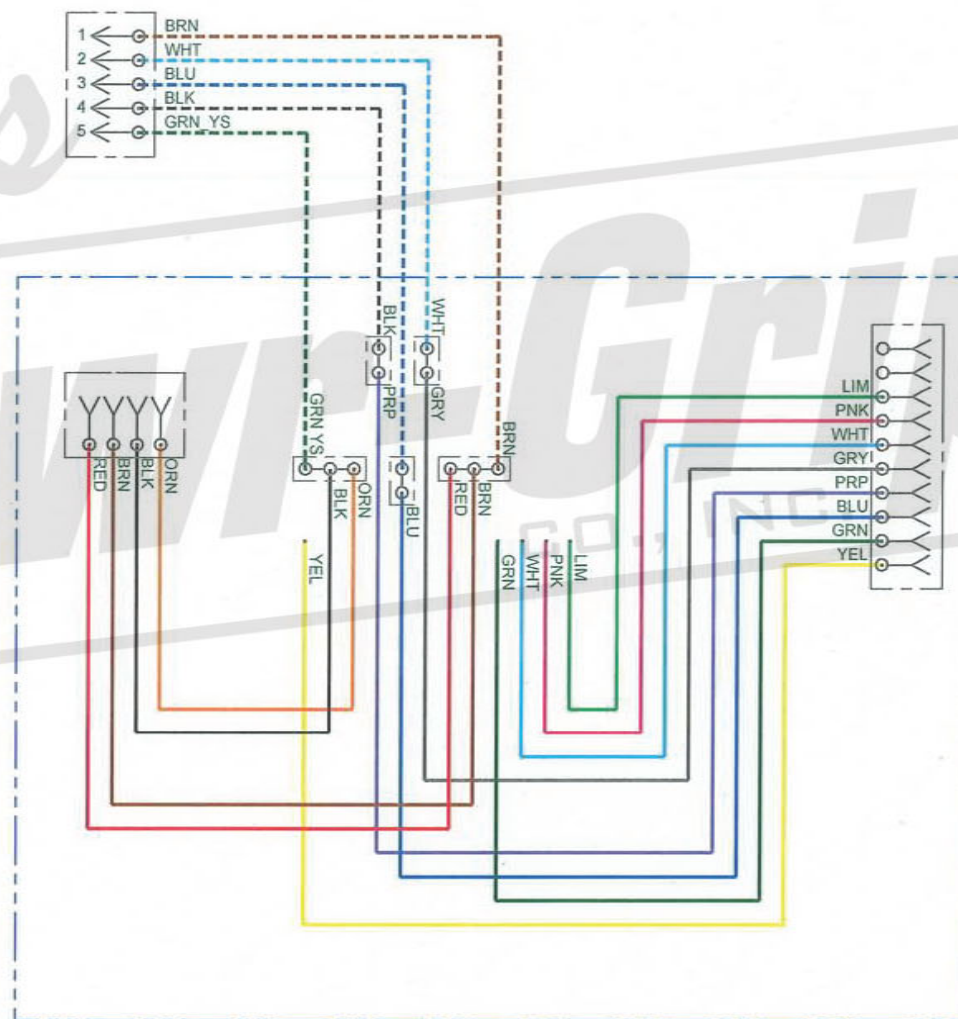 1 BRN
2 WHT
3 BLU
4 BLK
5 GRN_YS
wr-Grip
CO., INC.
BLK
WHT
PRP
GRY
GRN YS
BRN
BLK
ORN
BLU
RED
BRN
RED
BRN
BLK
ORN
YEL
GRN
WHT
PNK
LIM
LIM
PNK
WHT
GRY
PRP
BLU
GRN
YEL